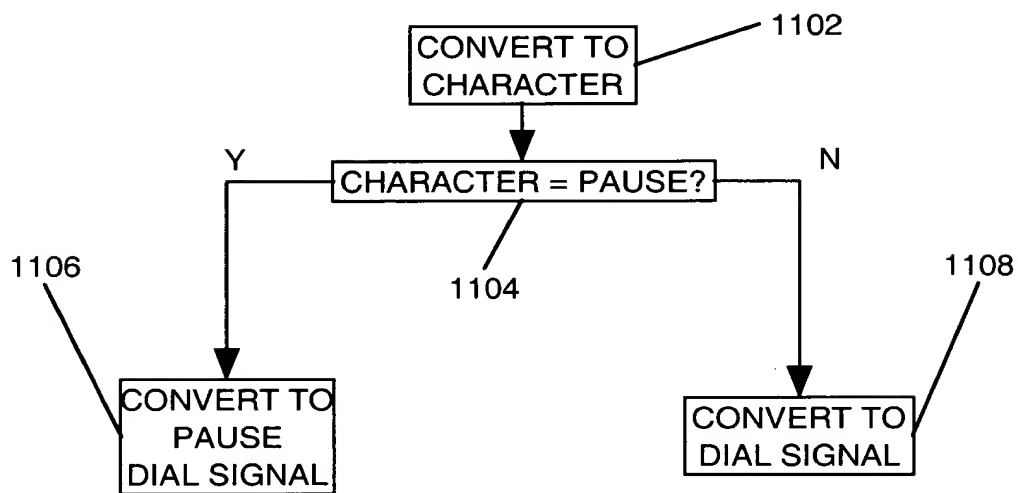 1102
CONVERT TO
CHARACTER
Y
N
CHARACTER = PAUSE?
1106
1104
1108
CONVERT TO
PAUSE
DIAL SIGNAL
CONVERT TO
DIAL SIGNAL